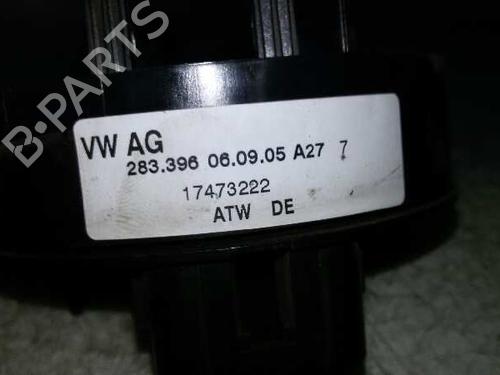 B-PARTS
VW AG
283.396 06.09.05 A27 7
17473222
ATW DE